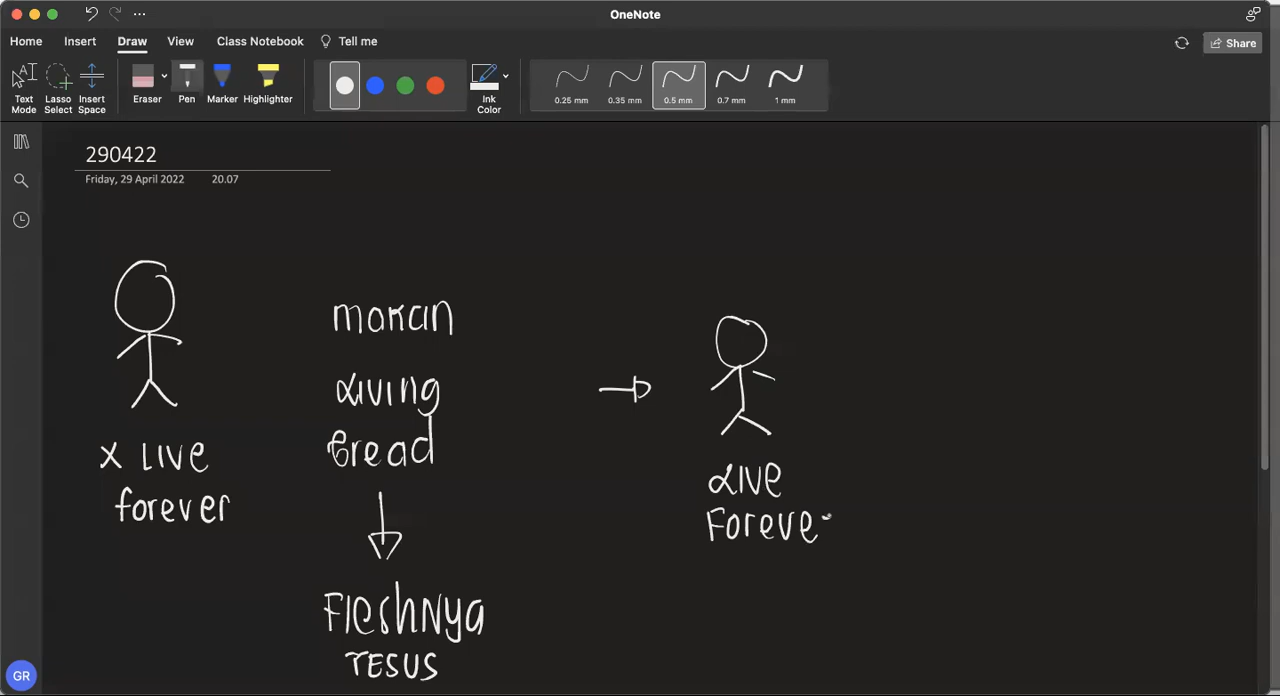 OneNote
Home Insert Draw View Class Notebook Tell me
Share
Text Mode
Lasso Select
Insert Space
Eraser
Pen
Marker
Highlighter
Ink Color
0.25 mm
0.35 mm
0.5 mm
0.7 mm
1 mm
290422
Friday, 29 April 2022 20.07
makan
Living
Bread
X Live
forever
Live
Foreve
FleshNya
JESUS
GR